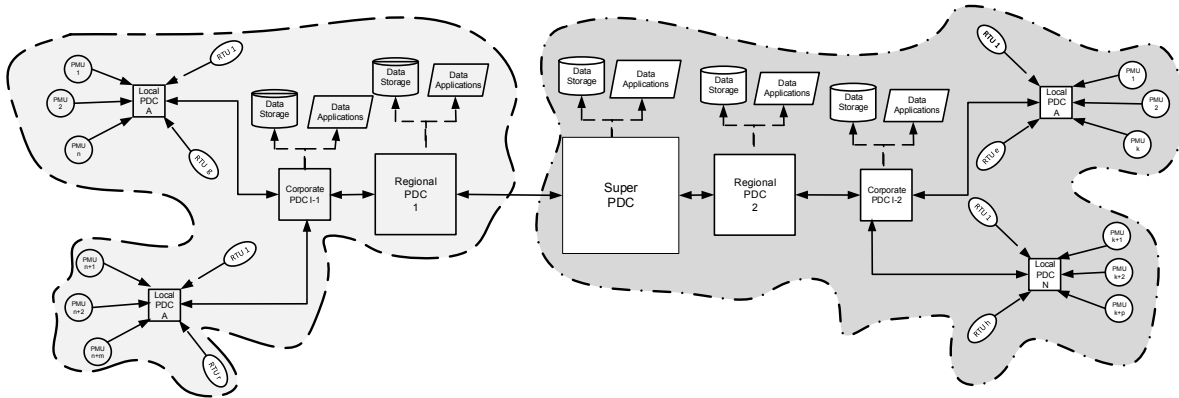 PMU
1
PMU
2
PMU
n
Local
PDC
A
RTU 1
RTU g
Data
Storage
Data
Applications
Corporate
PDC I-1
Data
Storage
Data
Applications
Regional
PDC
1
PMU
n+1
PMU
n+2
PMU
n+m
Local
PDC
A
RTU 1
RTU r
Data
Storage
Data
Applications
Super
PDC
Data
Storage
Data
Applications
Regional
PDC
2
Data
Storage
Data
Applications
Corporate
PDC I-2
RTU 1
RTU e
Local
PDC
A
PMU
1
PMU
2
PMU
k
RTU 1
RTU h
Local
PDC
N
PMU
k+1
PMU
k+2
PMU
k+p